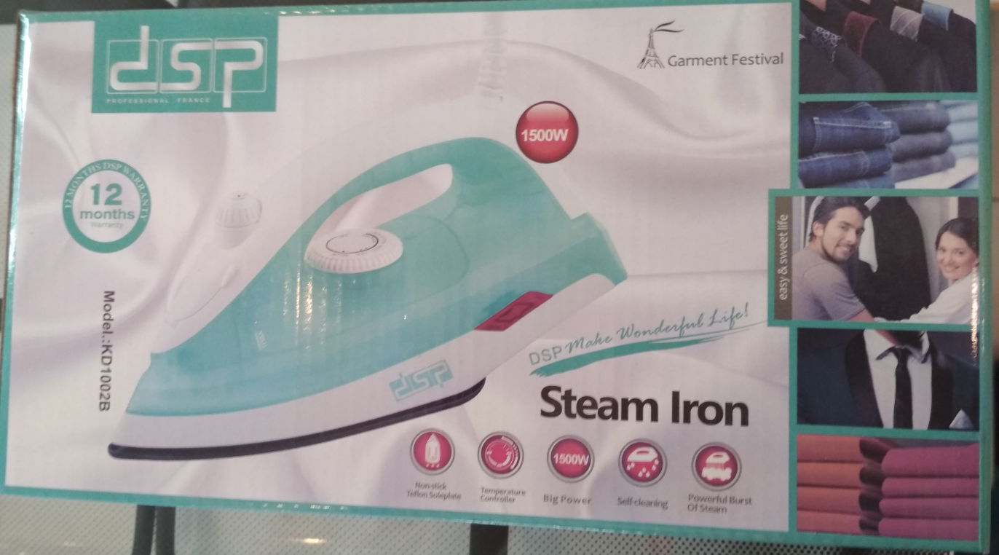 dsp
PROFESSIONAL FRANCE
Garment Festival
1500W
12 MONTHS DSP WARRANTY
12
months
Warranty
Model.:KD1002B
easy & sweet life
DSP Make Wonderful Life!
dsp
Steam Iron
1500W
Non-stick
Teflon Soleplate
Temperature
Controller
Big Power
Self-cleaning
Powerful Burst
Of Steam